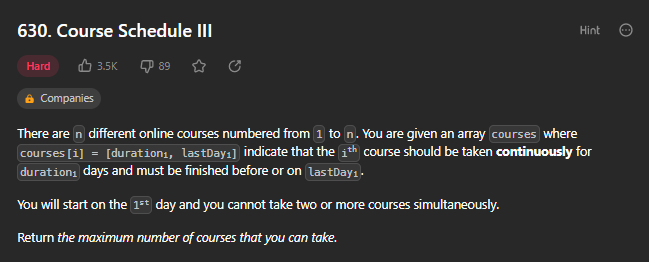 630. Course Schedule III
Hint
Hard 3.5K 89
Companies
There are n different online courses numbered from 1 to n. You are given an array courses where
courses[i] = [durationᵢ, lastDayᵢ] indicate that the iᵗʰ course should be taken continuously for
durationᵢ days and must be finished before or on lastDayᵢ.
You will start on the 1ˢᵗ day and you cannot take two or more courses simultaneously.
Return the maximum number of courses that you can take.